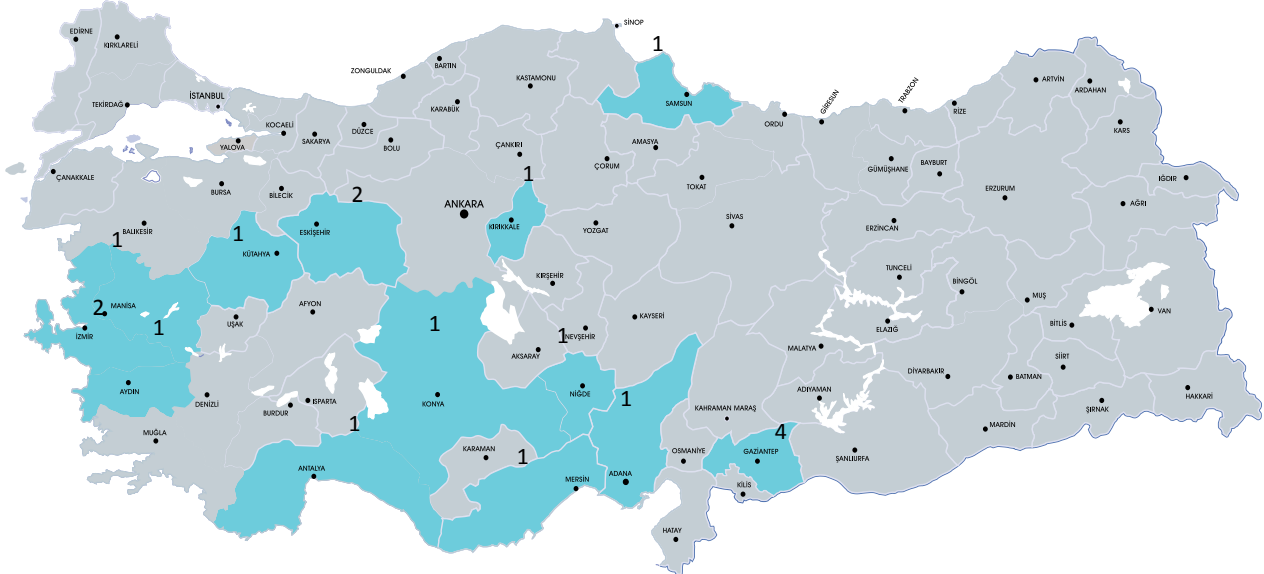 SİNOP
EDİRNE
KIRKLARELİ
1
BARTIN
ZONGULDAK
KASTAMONU
ARTVİN
ARDAHAN
TRABZON
GİRESUN
RİZE
İSTANBUL
TEKİRDAĞ
KARABÜK
SAMSUN
ORDU
KARS
KOCAELİ
DÜZCE
SAKARYA
BOLU
YALOVA
ÇANKIRI
AMASYA
ÇORUM
GÜMÜŞHANE
BAYBURT
ÇANAKKALE
BURSA
BİLECİK
2
1
TOKAT
ERZURUM
IĞDIR
ANKARA
AĞRI
SİVAS
ESKİŞEHİR
KIRIKKALE
YOZGAT
ERZİNCAN
1
BALIKESİR
1
KÜTAHYA
KIRŞEHİR
TUNCELİ
BİNGÖL
MUŞ
AFYON
2
MANİSA
1
İZMİR
UŞAK
1
KAYSERİ
1
NEVŞEHİR
ELAZIĞ
BİTLİS
VAN
AKSARAY
MALATYA
SİİRT
DİYARBAKIR
BATMAN
AYDIN
DENİZLİ
BURDUR
ISPARTA
KONYA
NİĞDE
1
ADIYAMAN
HAKKARİ
ŞIRNAK
KAHRAMAN MARAŞ
1
MUĞLA
4
MARDİN
KARAMAN
1
OSMANİYE
GAZİANTEP
ŞANLIURFA
ANTALYA
MERSİN
ADANA
KİLİS
HATAY